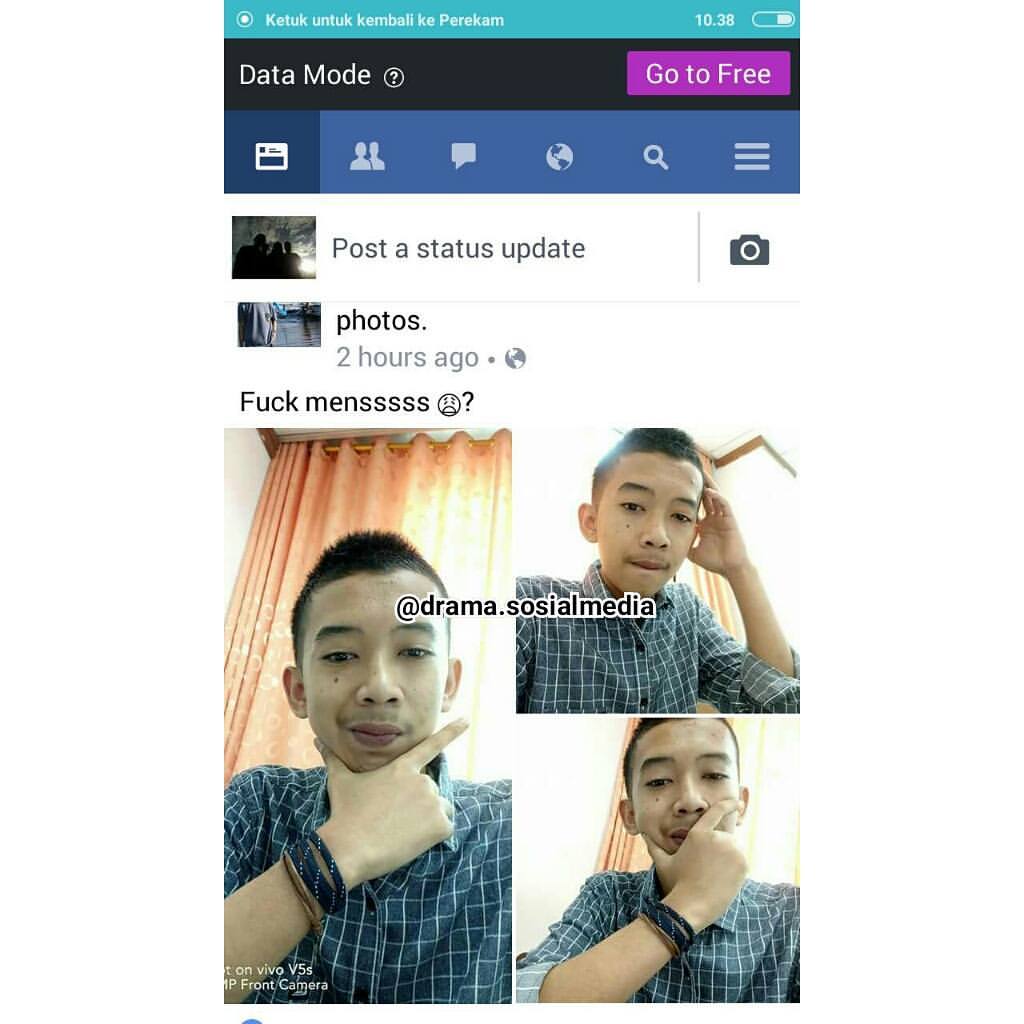 Ketuk untuk kembali ke Perekam 10.38
Data Mode ? Go to Free
Post a status update
photos.
2 hours ago •
Fuck mensssss 😩?
@drama.sosialmedia
t on vivo V5s
MP Front Camera